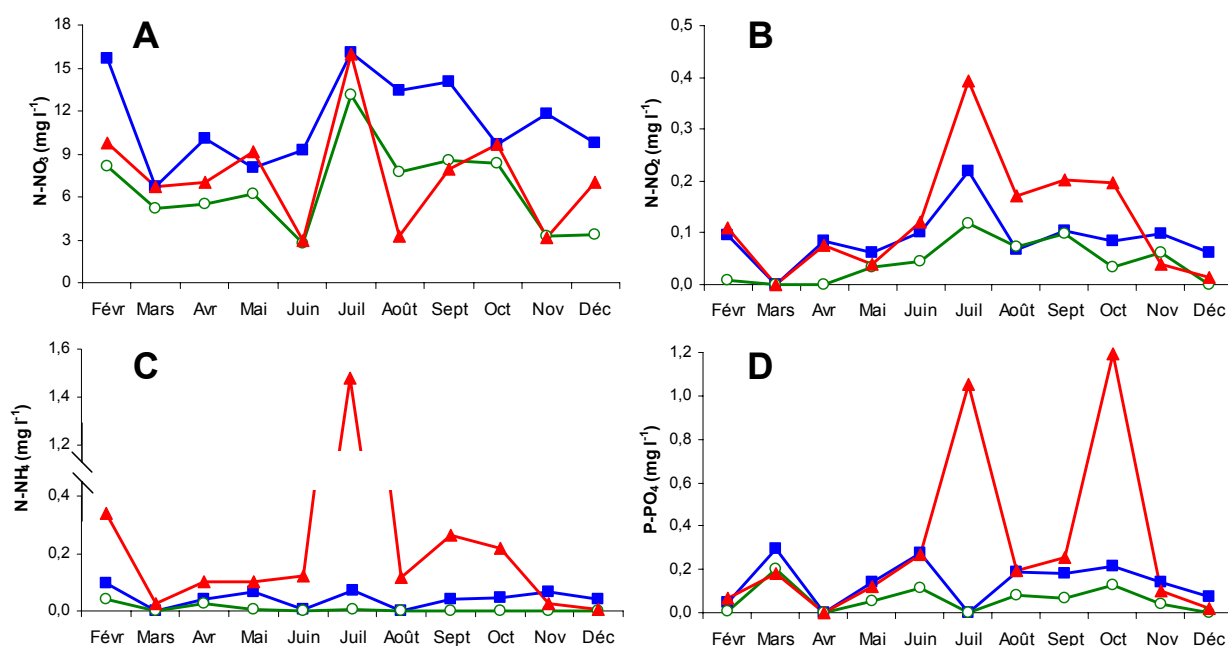 A
N-NO₃ (mg l⁻¹)
18
15
12
9
6
3
0
Févr Mars Avr Mai Juin Juil Août Sept Oct Nov Déc
B
N-NO₂ (mg l⁻¹)
0,5
0,4
0,3
0,2
0,1
0,0
Févr Mars Avr Mai Juin Juil Août Sept Oct Nov Déc
C
N-NH₄ (mg l⁻¹)
1,6
1,4
1,2
0,4
0,2
0,0
Févr Mars Avr Mai Juin Juil Août Sept Oct Nov Déc
D
P-PO₄ (mg l⁻¹)
1,2
1,0
0,8
0,6
0,4
0,2
0,0
Févr Mars Avr Mai Juin Juil Août Sept Oct Nov Déc